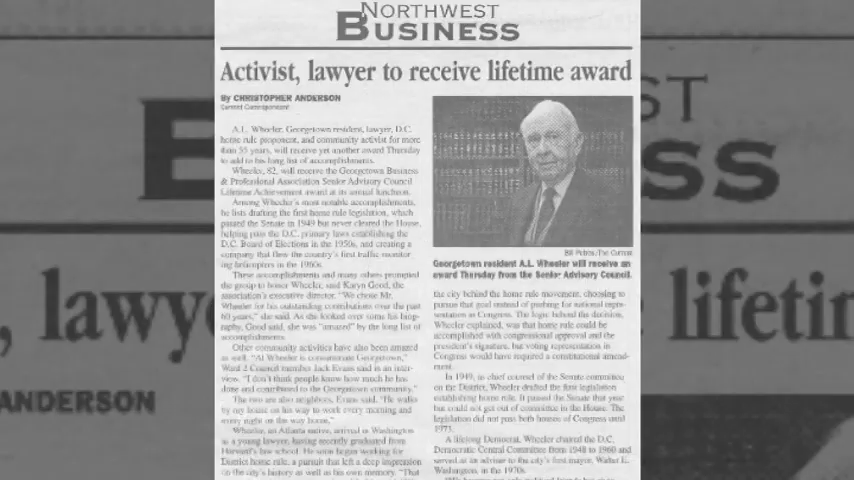 NORTHWEST
BUSINESS
Activist, lawyer to receive lifetime award
By CHRISTOPHER ANDERSON
Current Correspondent
A.L. Wheeler, Georgetown resident, lawyer, D.C.
home rule proponent, and community activist for more
than 55 years, will receive yet another award Thursday
to add to his long list of accomplishments.
Wheeler, 82, will receive the Georgetown Business
& Professional Association Senior Advisory Council
Lifetime Achievement award at its annual luncheon.
Among Wheeler's most notable accomplishments,
he lists drafting the first home rule legislation, which
passed the Senate in 1949 but never cleared the House,
helping pass the D.C. primary laws establishing the
D.C. Board of Elections in the 1950s, and creating a
company that flew the country's first traffic monitor
ing helicopters in the 1960s.
These accomplishments and many others prompted
the group to honor Wheeler, said Karyn Good, the
association's executive director. "We chose Mr.
Wheeler for his outstanding contributions over the past
60 years," she said. As she looked over some his biog-
raphy, Good said, she was "amazed" by the long list of
accomplishments.
Other community activities have also been amazed
as well. "Al Wheeler is consummate Georgetown,"
Ward 2 Council member Jack Evans said in an inter-
view. "I don't think people know how much he has
done and contributed to the Georgetown community."
The two are also neighbors, Evans said. "He walks
by my house on his way to work every morning and
every night on the way home."
Wheeler, an Atlanta native, arrived in Washington
as a young lawyer, having recently graduated from
Harvard's law school. He soon began working for
District home rule, a pursuit that left a deep impression
on the city's history as well as his own memory. "That
Bill Petros/The Current
Georgetown resident A.L. Wheeler will receive an
award Thursday from the Senior Advisory Council.
the city behind the home rule movement, choosing to
pursue that goal instead of pushing for national repre-
sentation in Congress. The logic behind the decision,
Wheeler explained, was that home rule could be
accomplished with congressional approval and the
president's signature, but voting representation in
Congress would have required a constitutional amend-
ment.
In 1949, as chief counsel of the Senate committee
on the District, Wheeler drafted the first legislation
establishing home rule. It passed the Senate that year
but could not get out of committee in the House. The
legislation did not pass both houses of Congress until
1973.
A lifelong Democrat, Wheeler chaired the D.C.
Democratic Central Committee from 1948 to 1960 and
served as an adviser to the city's first mayor, Walter E.
Washington, in the 1970s.